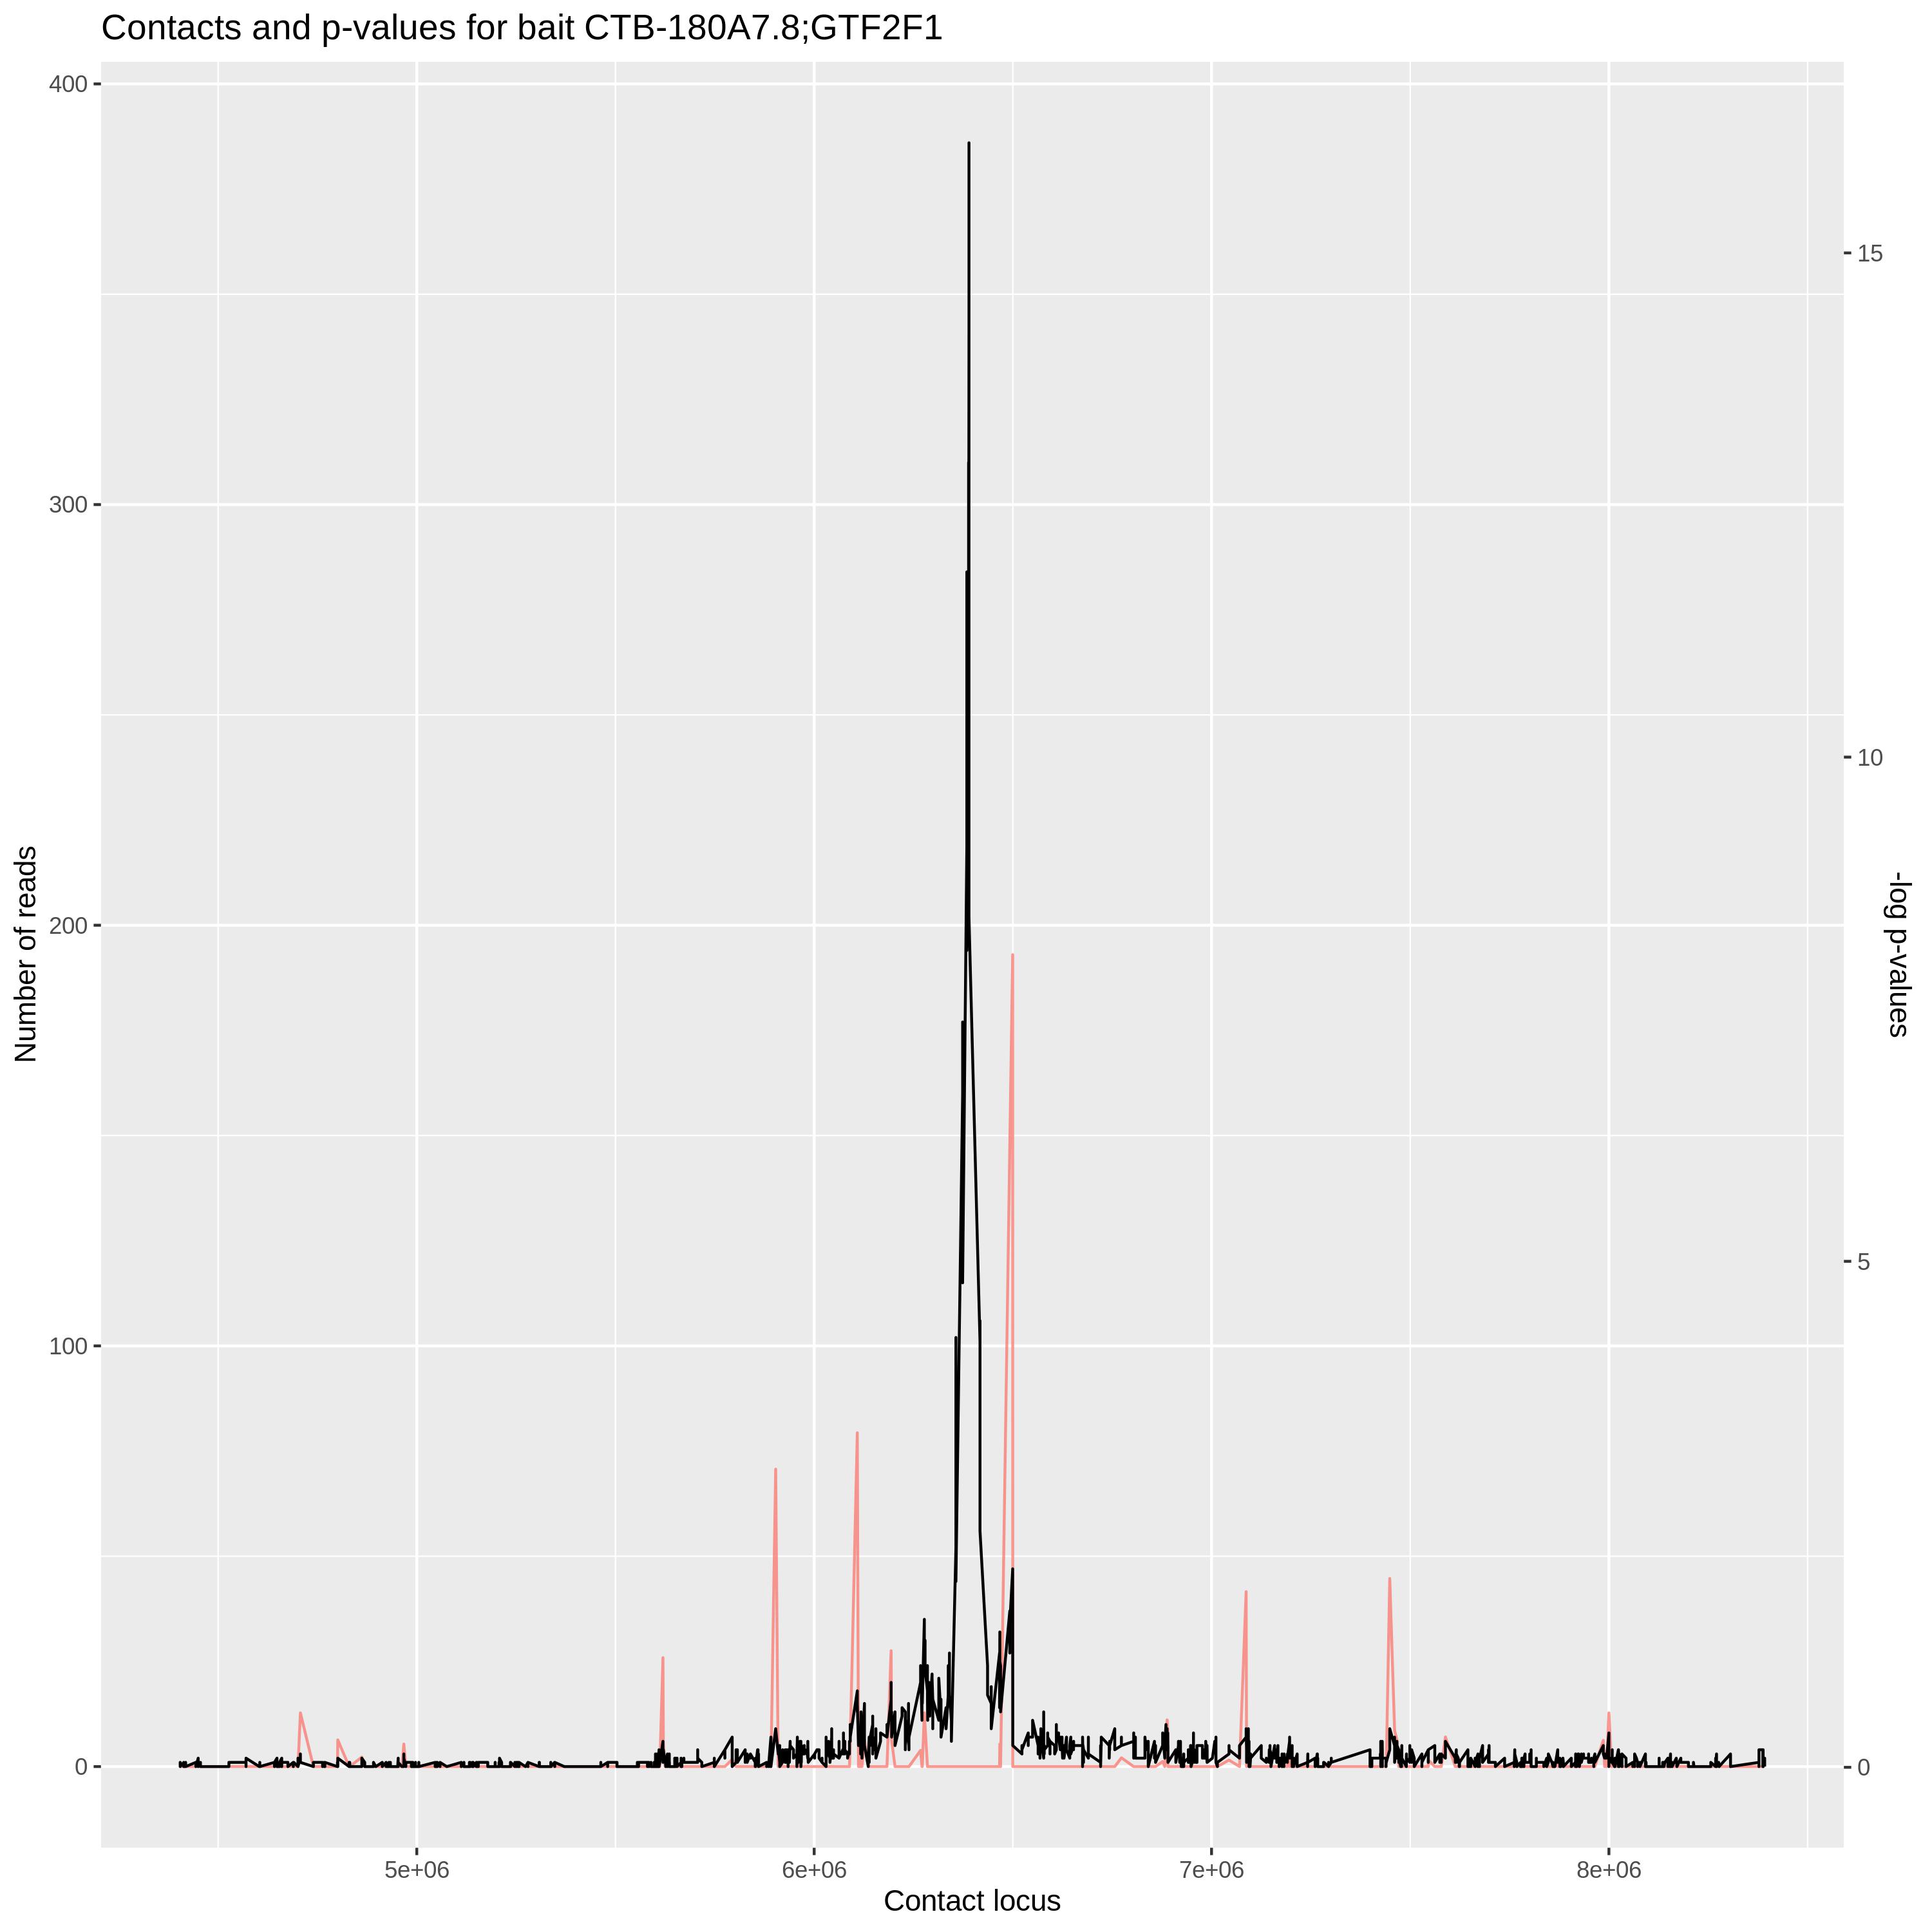 Contacts and p-values for bait CTB-180A7.8;GTF2F1
400
300
200
100
0
Number of reads
15
10
5
0
-log p-values
5e+06
6e+06
7e+06
8e+06
Contact locus